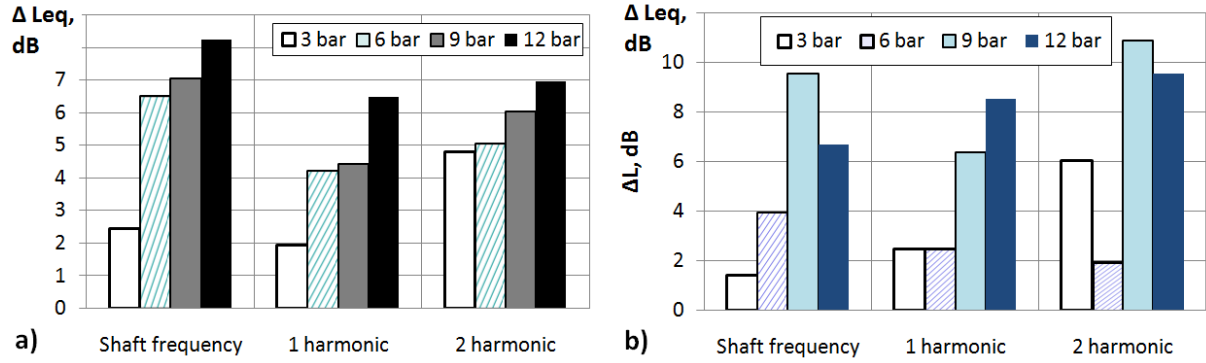 Δ Leq,
dB
3 bar 6 bar 9 bar 12 bar
7
6
5
4
3
2
1
0
Shaft frequency 1 harmonic 2 harmonic
a)
Δ Leq,
dB
3 bar 6 bar 9 bar 12 bar
ΔL, dB
10
8
6
4
2
0
Shaft frequency 1 harmonic 2 harmonic
b)